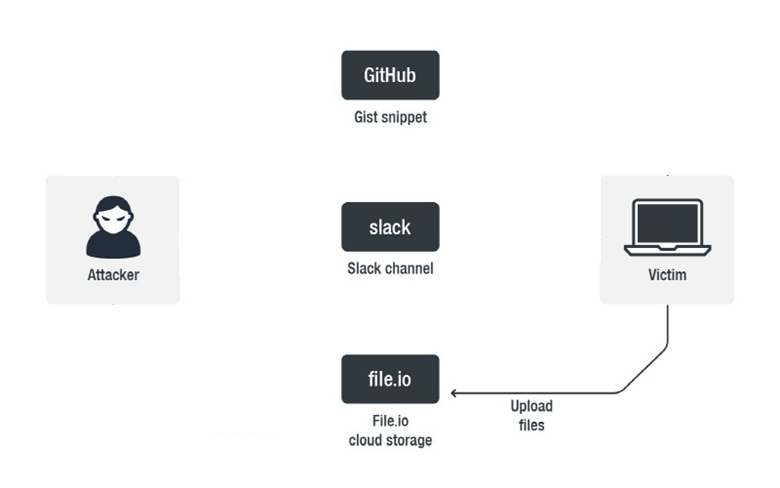 GitHub
Gist snippet
Attacker
slack
Slack channel
Victim
file.io
File.io
cloud storage
Upload
files